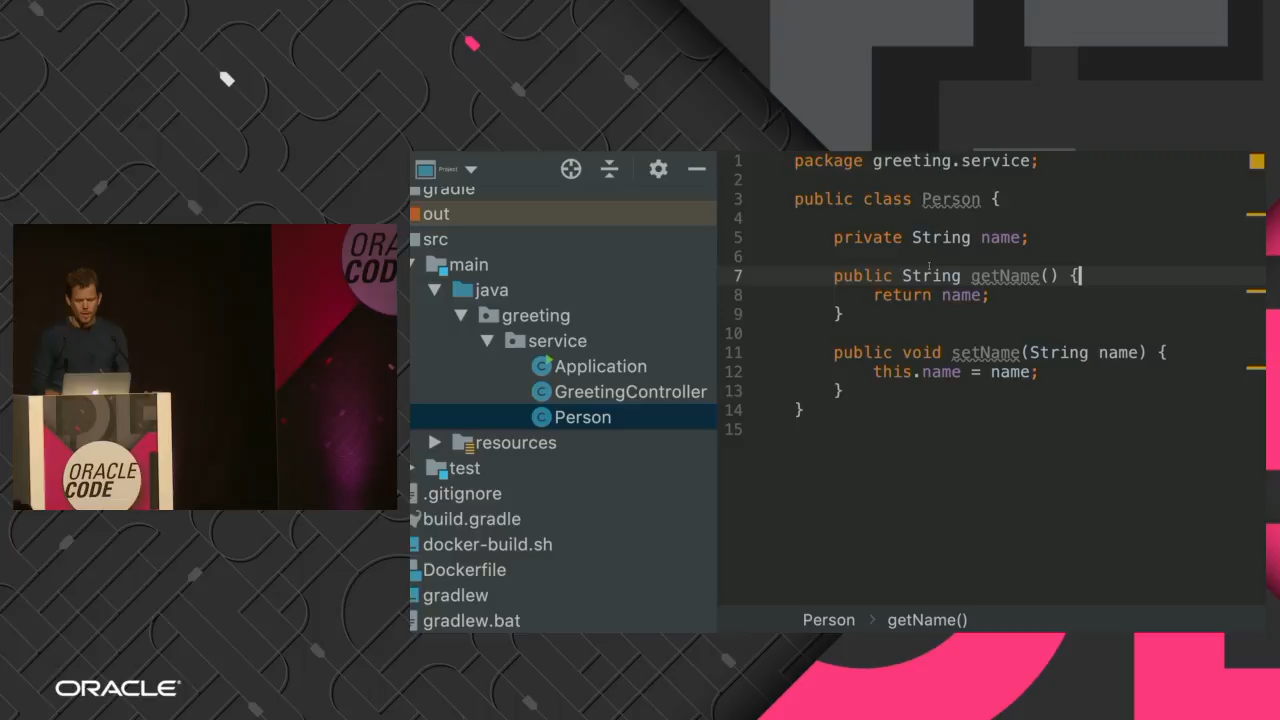 Project
gradle
out
src
main
java
greeting
service
Application
GreetingController
Person
resources
test
.gitignore
build.gradle
docker-build.sh
Dockerfile
gradlew
gradlew.bat
1 package greeting.service;
2
3 public class Person {
4
5 private String name;
6
7 public String getName() {
8 return name;
9 }
10
11 public void setName(String name) {
12 this.name = name;
13 }
14 }
15
Person > getName()
ORACLE
CODE
ORACLE
CODE
ORACLE